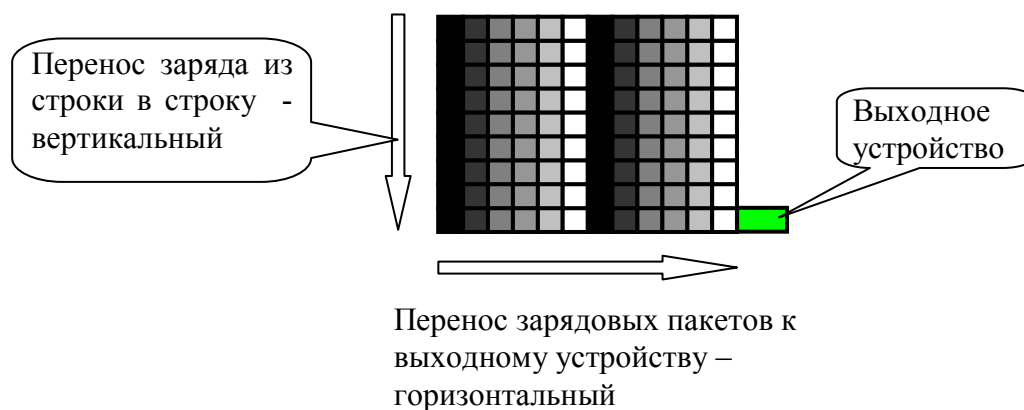 Перенос заряда из
строки в строку -
вертикальный
Выходное
устройство
Перенос зарядовых пакетов к
выходному устройству –
горизонтальный